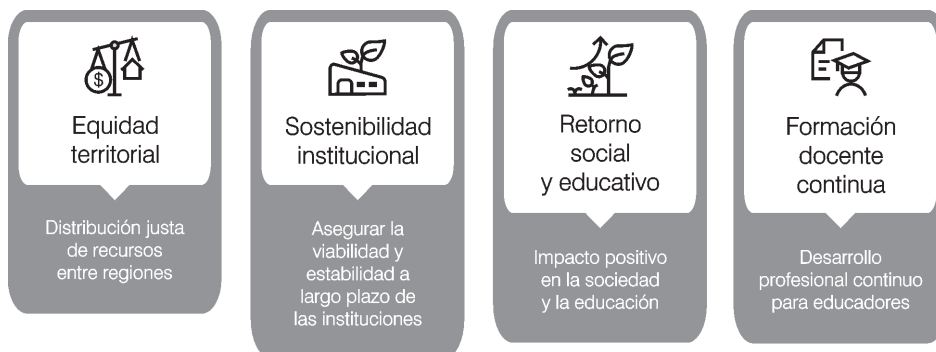 $
Equidad
territorial
Distribución justa
de recursos
entre regiones
Sostenibilidad
institucional
Asegurar la
viabilidad y
estabilidad a
largo plazo de
las instituciones
Retorno
social
y educativo
Impacto positivo
en la sociedad
y la educación
Formación
docente
continua
Desarrollo
profesional continuo
para educadores